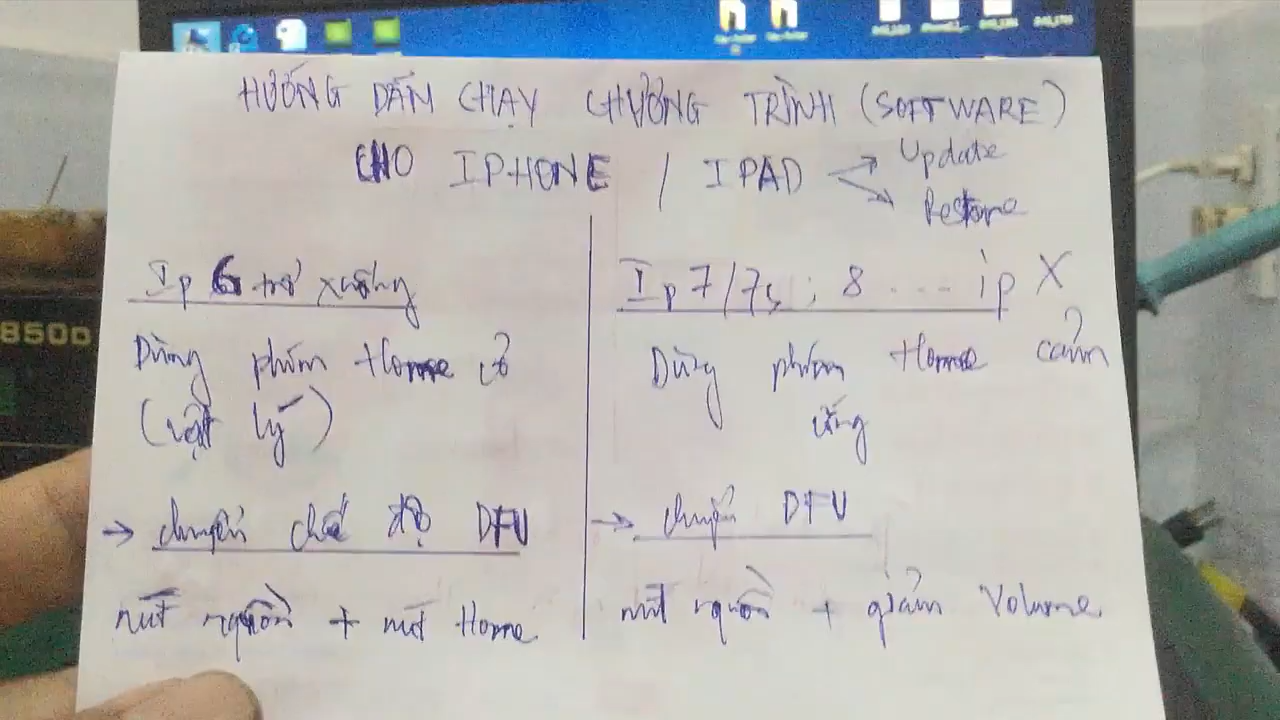 HƯỚNG DẪN CHẠY CHƯƠNG TRÌNH (SOFTWARE)
CHO IPHONE / IPAD
Update
Restore
Ip 6 trở xuống
Dùng phím Home cổ
(vật lý)
→ chuyển chế độ DFU
nút nguồn + nút Home
Ip 7/7s ; 8 .... ip X
Dùng phím Home cảm
ứng
→ chuyển DFU
nút nguồn + giảm Volume
850D